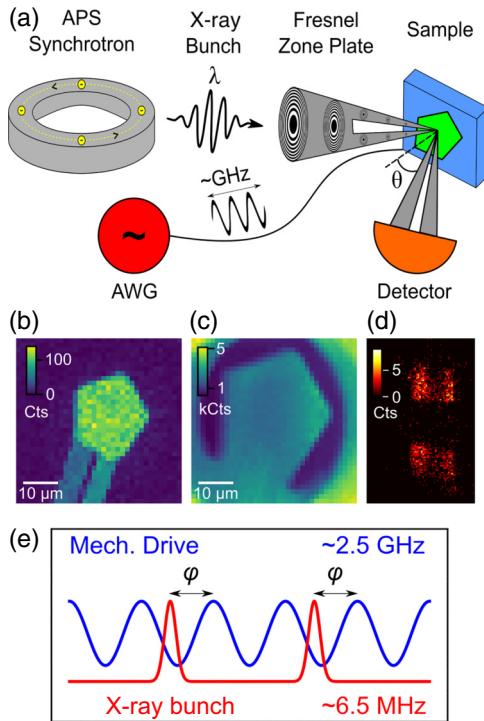 (a)
APS
Synchrotron
X-ray
Bunch
Fresnel
Zone Plate
Sample
λ
~GHz
θ
~
AWG
Detector
(b)
100
0
Cts
10 μm
(c)
5
1
kCts
10 μm
(d)
5
0
Cts
(e)
Mech. Drive
~2.5 GHz
φ
φ
X-ray bunch
~6.5 MHz